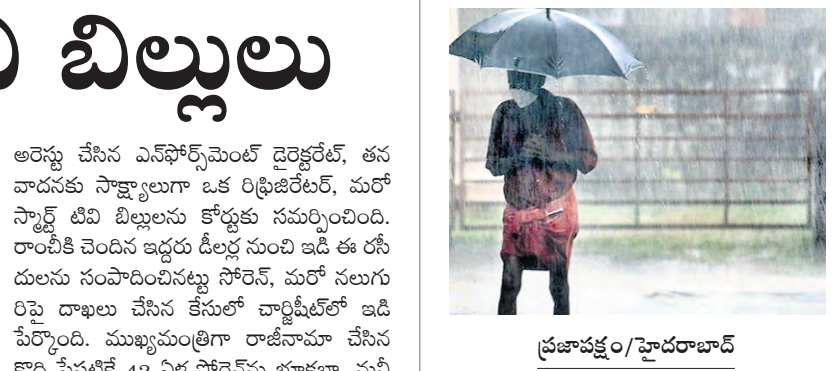 బిల్లులు
అరెస్టు చేసిన ఎన్‌ఫోర్స్‌మెంట్ డైరెక్టరేట్, తన
వాదనకు సాక్ష్యాలుగా ఒక రిఫ్రిజిరేటర్, మరో
స్మార్ట్ టివి బిల్లులను కోర్టుకు సమర్పించింది.
రాంచీకి చెందిన ఇద్దరు డీలర్ల నుంచి ఇడి ఈ రసీ
దులను సంపాదించినట్టు సోరెన్, మరో నలుగు
రిపై దాఖలు చేసిన కేసులో చార్జిషీట్‌లో ఇడి
పేర్కొంది. ముఖ్యమంత్రిగా రాజీనామా చేసిన
ప్రజాపక్షం/హైదరాబాద్